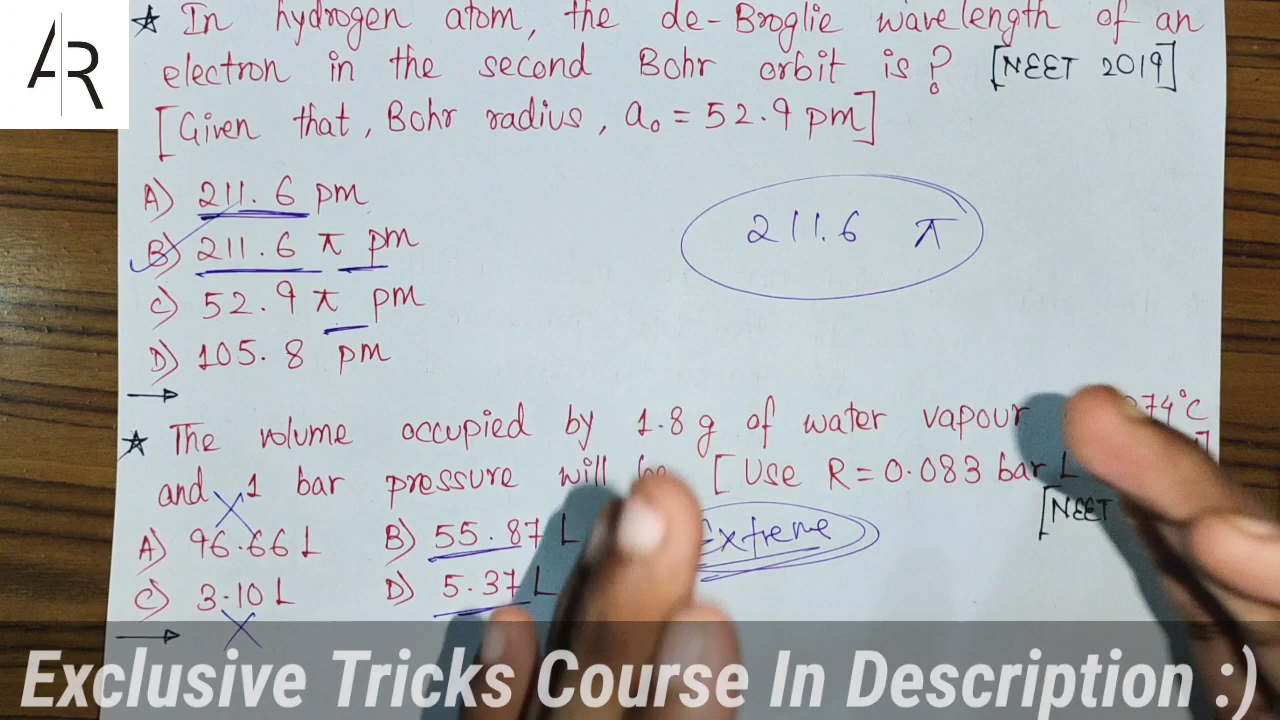 AR
☆ In hydrogen atom, the de-Broglie wavelength of an
electron in the second Bohr orbit is? [NEET 2019]
[Given that, Bohr radius, a₀ = 52.9 pm]
A) 211.6 pm
B) 211.6 π pm
C) 52.9 π pm
D) 105.8 pm
211.6 π
☆ The volume occupied by 1.8 g of water vapour 74°C
and 1 bar pressure will be [Use R = 0.083 bar L
[NEET
A) 96.66 L B) 55.87 L
C) 3.10 L D) 5.37 L
Extreme
Exclusive Tricks Course In Description :)